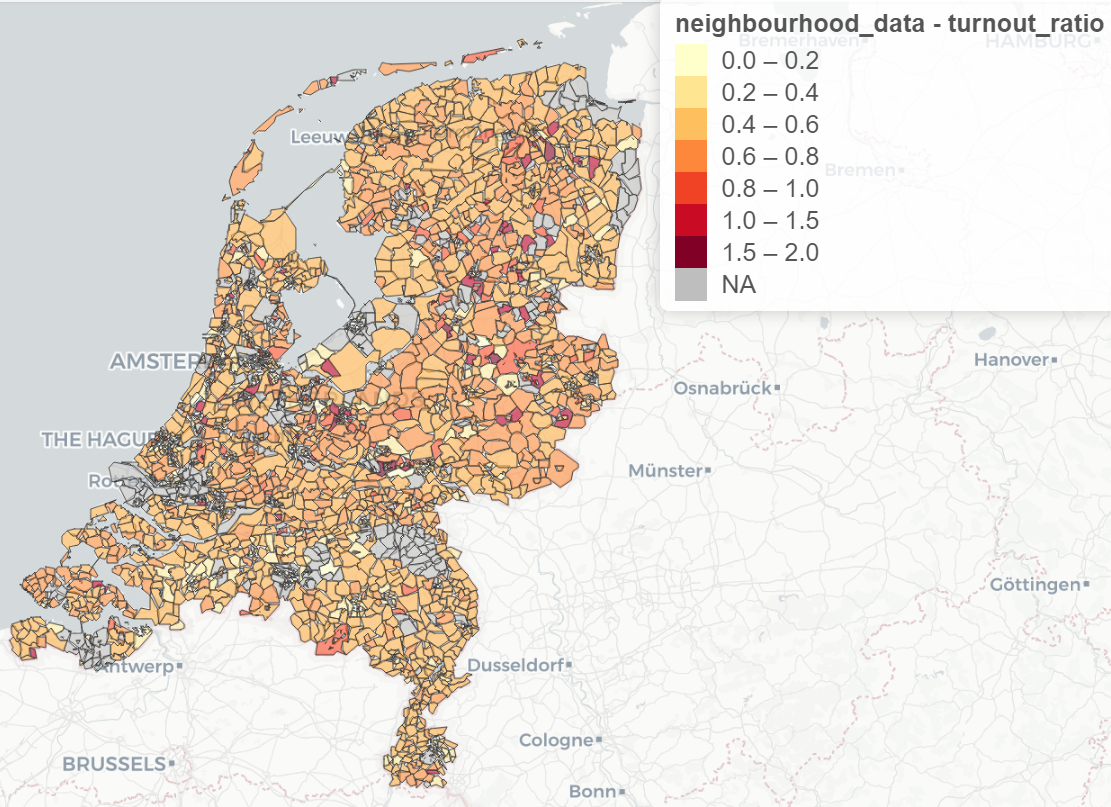 neighbourhood_data - turnout_ratio
0.0 – 0.2
0.2 – 0.4
0.4 – 0.6
0.6 – 0.8
0.8 – 1.0
1.0 – 1.5
1.5 – 2.0
NA
Bremerhaven
HAMBURG
Leeuw
Bremen
AMSTER
Hanover
Osnabrück
THE HAGUE
Münster
Ro
Göttingen
Antwerp
Dusseldorf
Cologne
BRUSSELS
Bonn